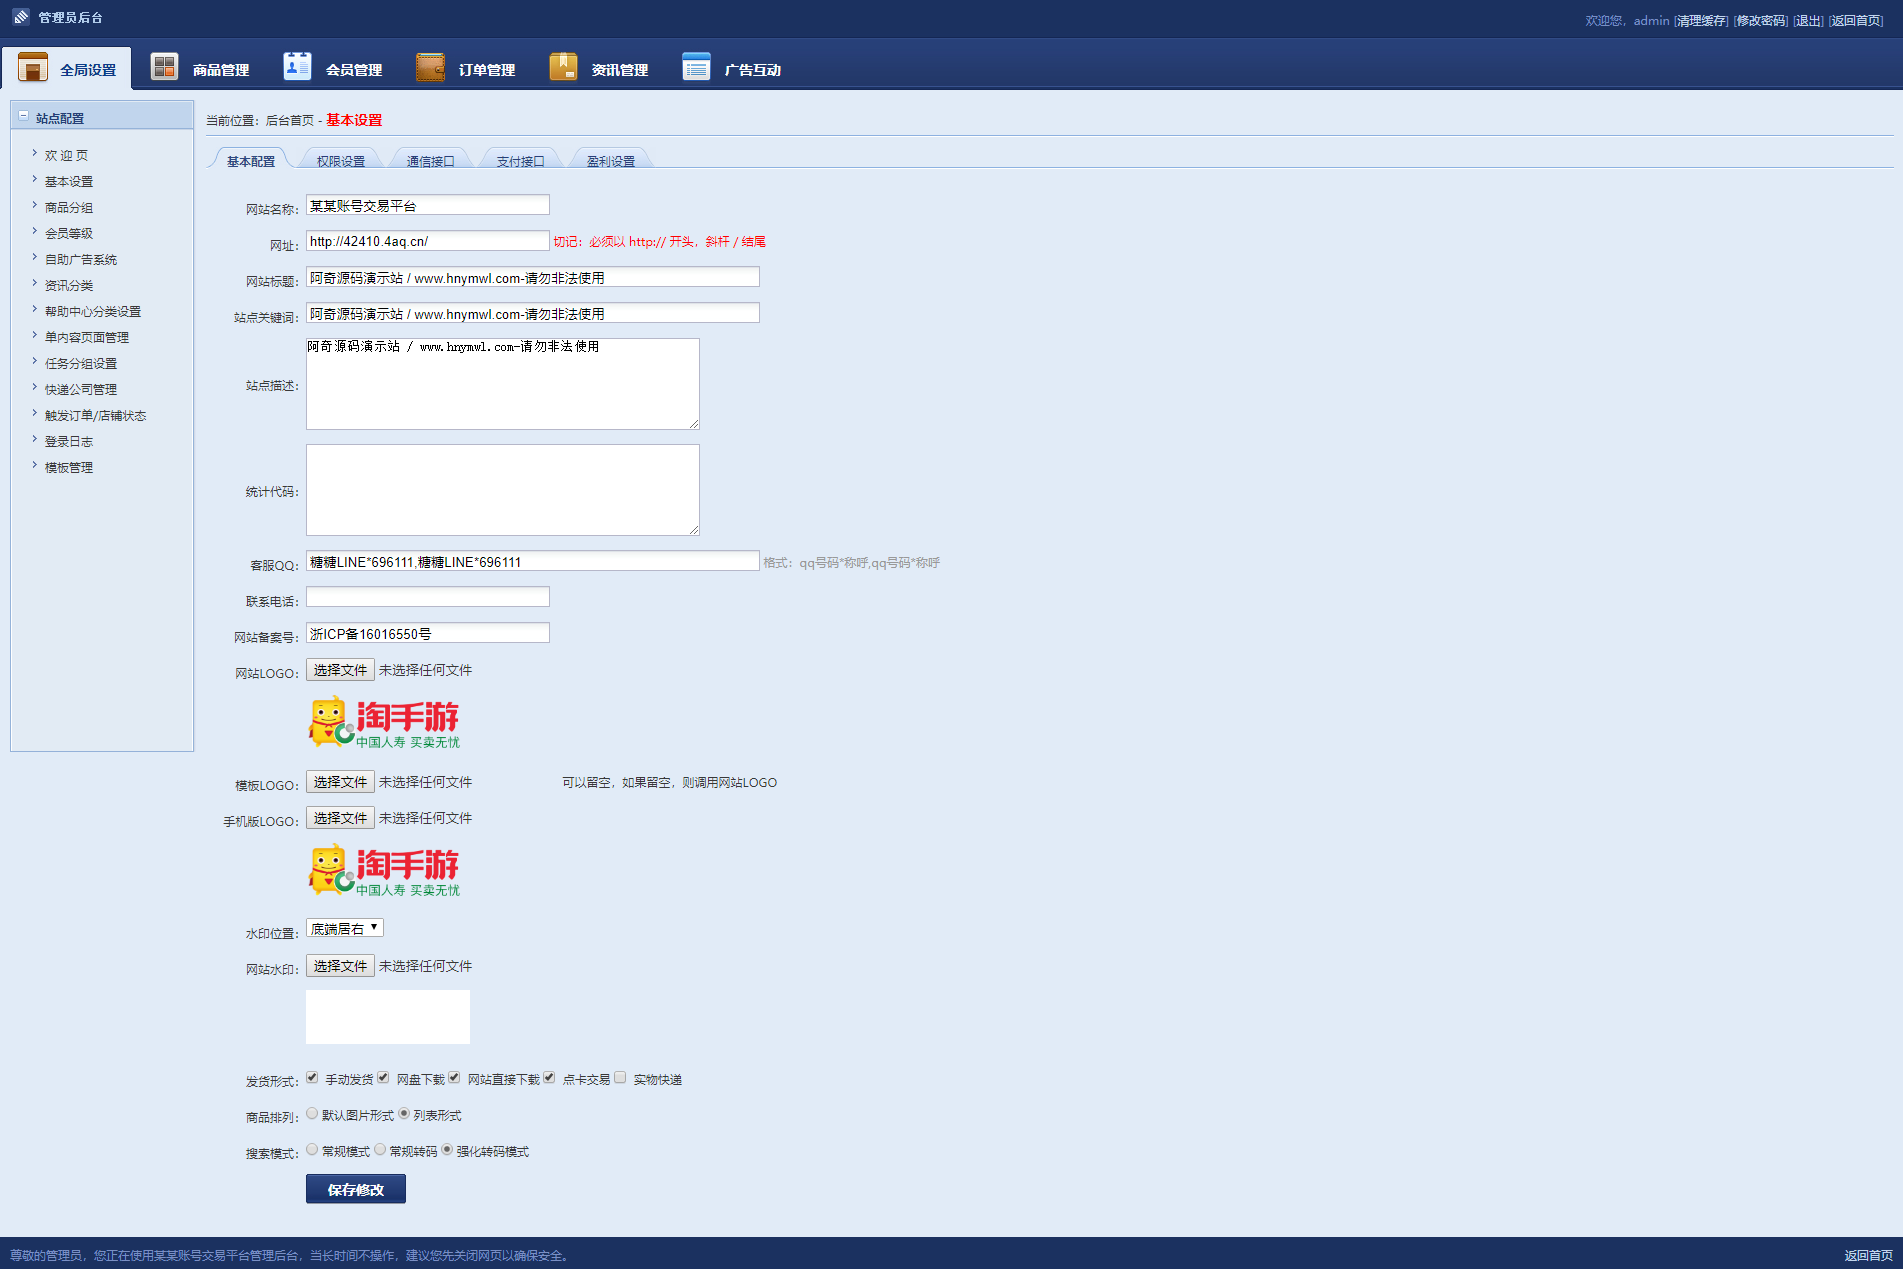 管理员后台
欢迎您，admin [清理缓存] [修改密码] [退出] [返回首页]
全局设置 商品管理 会员管理 订单管理 资讯管理 广告互动
站点配置
欢 迎 页
基本设置
商品分组
会员等级
自助广告系统
资讯分类
帮助中心分类设置
单内容页面管理
任务分组设置
快递公司管理
触发订单/店铺状态
登录日志
模板管理
当前位置：后台首页 - 基本设置
基本配置 权限设置 通信接口 支付接口 盈利设置
网站名称： 某某账号交易平台
网址： http://42410.4aq.cn/ 切记：必须以 http:// 开头，斜杆 / 结尾
网站标题： 阿奇源码演示站 / www.hnymwl.com-请勿非法使用
站点关键词： 阿奇源码演示站 / www.hnymwl.com-请勿非法使用
站点描述： 阿奇源码演示站 / www.hnymwl.com-请勿非法使用
统计代码：
客服QQ： 糖糖LINE*696111,糖糖LINE*696111 格式：qq号码*称呼,qq号码*称呼
联系电话：
网站备案号： 浙ICP备16016550号
网站LOGO： 选择文件 未选择任何文件
淘手游
中国人寿 买卖无忧
模板LOGO： 选择文件 未选择任何文件 可以留空，如果留空，则调用网站LOGO
手机版LOGO： 选择文件 未选择任何文件
淘手游
中国人寿 买卖无忧
水印位置： 底端居右
网站水印： 选择文件 未选择任何文件
发货形式： 手动发货 网盘下载 网站直接下载 点卡交易 实物快递
商品排列： 默认图片形式 列表形式
搜索模式： 常规模式 常规转码 强化转码模式
保存修改
尊敬的管理员，您正在使用某某账号交易平台管理后台，当长时间不操作，建议您先关闭网页以确保安全。
返回首页